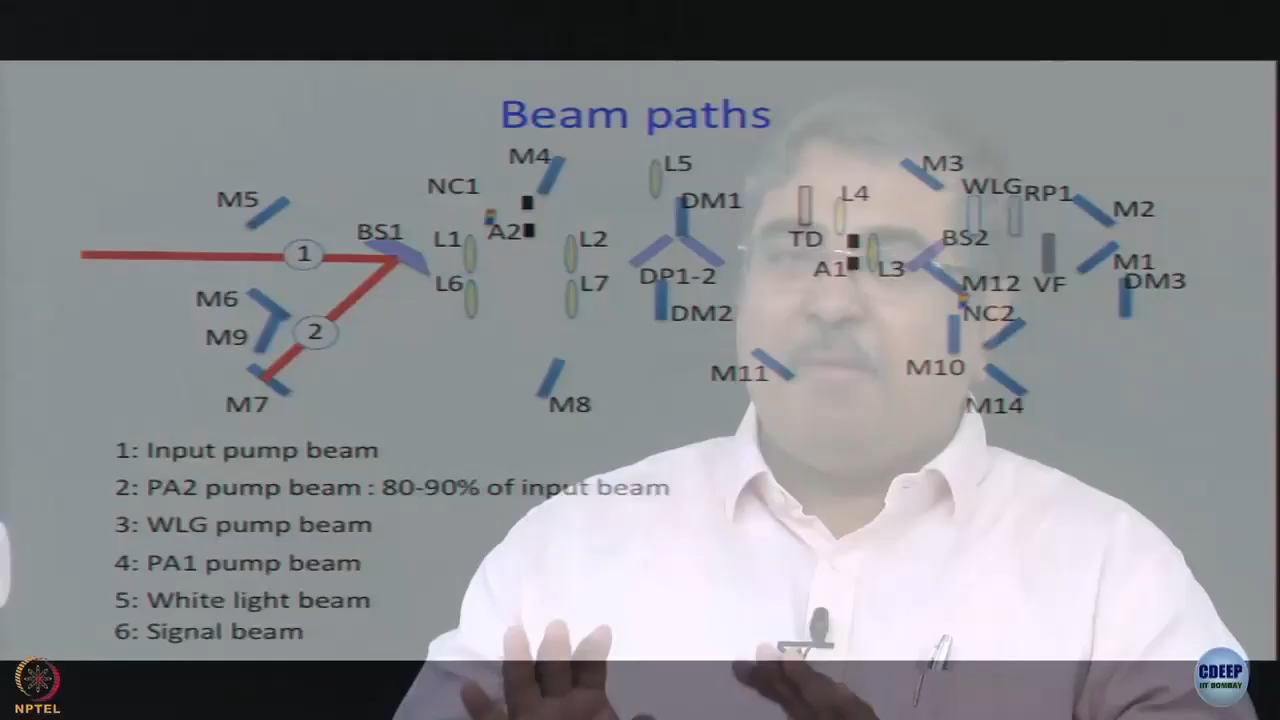 Beam paths
M4
L5
M3
NC1
WLG
RP1
M5
DM1
L4
M2
BS1
L1
A2
L2
TD
BS2
1
DP1-2
A1
L3
M1
L6
L7
M12
VF
DM3
M6
DM2
NC2
M9
2
M11
M10
M7
M8
M14
1: Input pump beam
2: PA2 pump beam : 80-90% of input beam
3: WLG pump beam
4: PA1 pump beam
5: White light beam
6: Signal beam
NPTEL
CDEEP
IIT BOMBAY